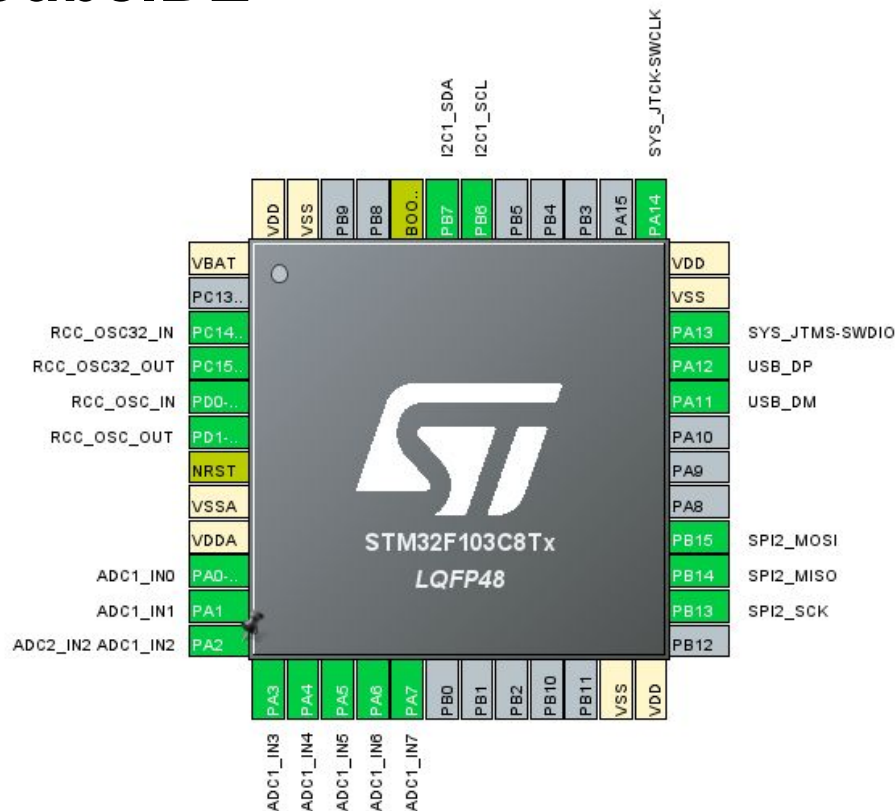 I2C1_SDA
I2C1_SCL
SYS_JTCK-SWCLK
VDD
VSS
PB9
PB8
BOO..
PB7
PB6
PB5
PB4
PB3
PA15
PA14
VBAT
PC13..
RCC_OSC32_IN PC14..
RCC_OSC32_OUT PC15..
RCC_OSC_IN PD0-..
RCC_OSC_OUT PD1-..
NRST
VSSA
VDDA
ADC1_IN0 PA0-..
ADC1_IN1 PA1
ADC2_IN2 ADC1_IN2 PA2
VDD
VSS
PA13 SYS_JTMS-SWDIO
PA12 USB_DP
PA11 USB_DM
PA10
PA9
PA8
PB15 SPI2_MOSI
PB14 SPI2_MISO
PB13 SPI2_SCK
PB12
ST
STM32F103C8Tx
LQFP48
PA3
PA4
PA5
PA6
PA7
PB0
PB1
PB2
PB10
PB11
VSS
VDD
ADC1_IN3
ADC1_IN4
ADC1_IN5
ADC1_IN6
ADC1_IN7